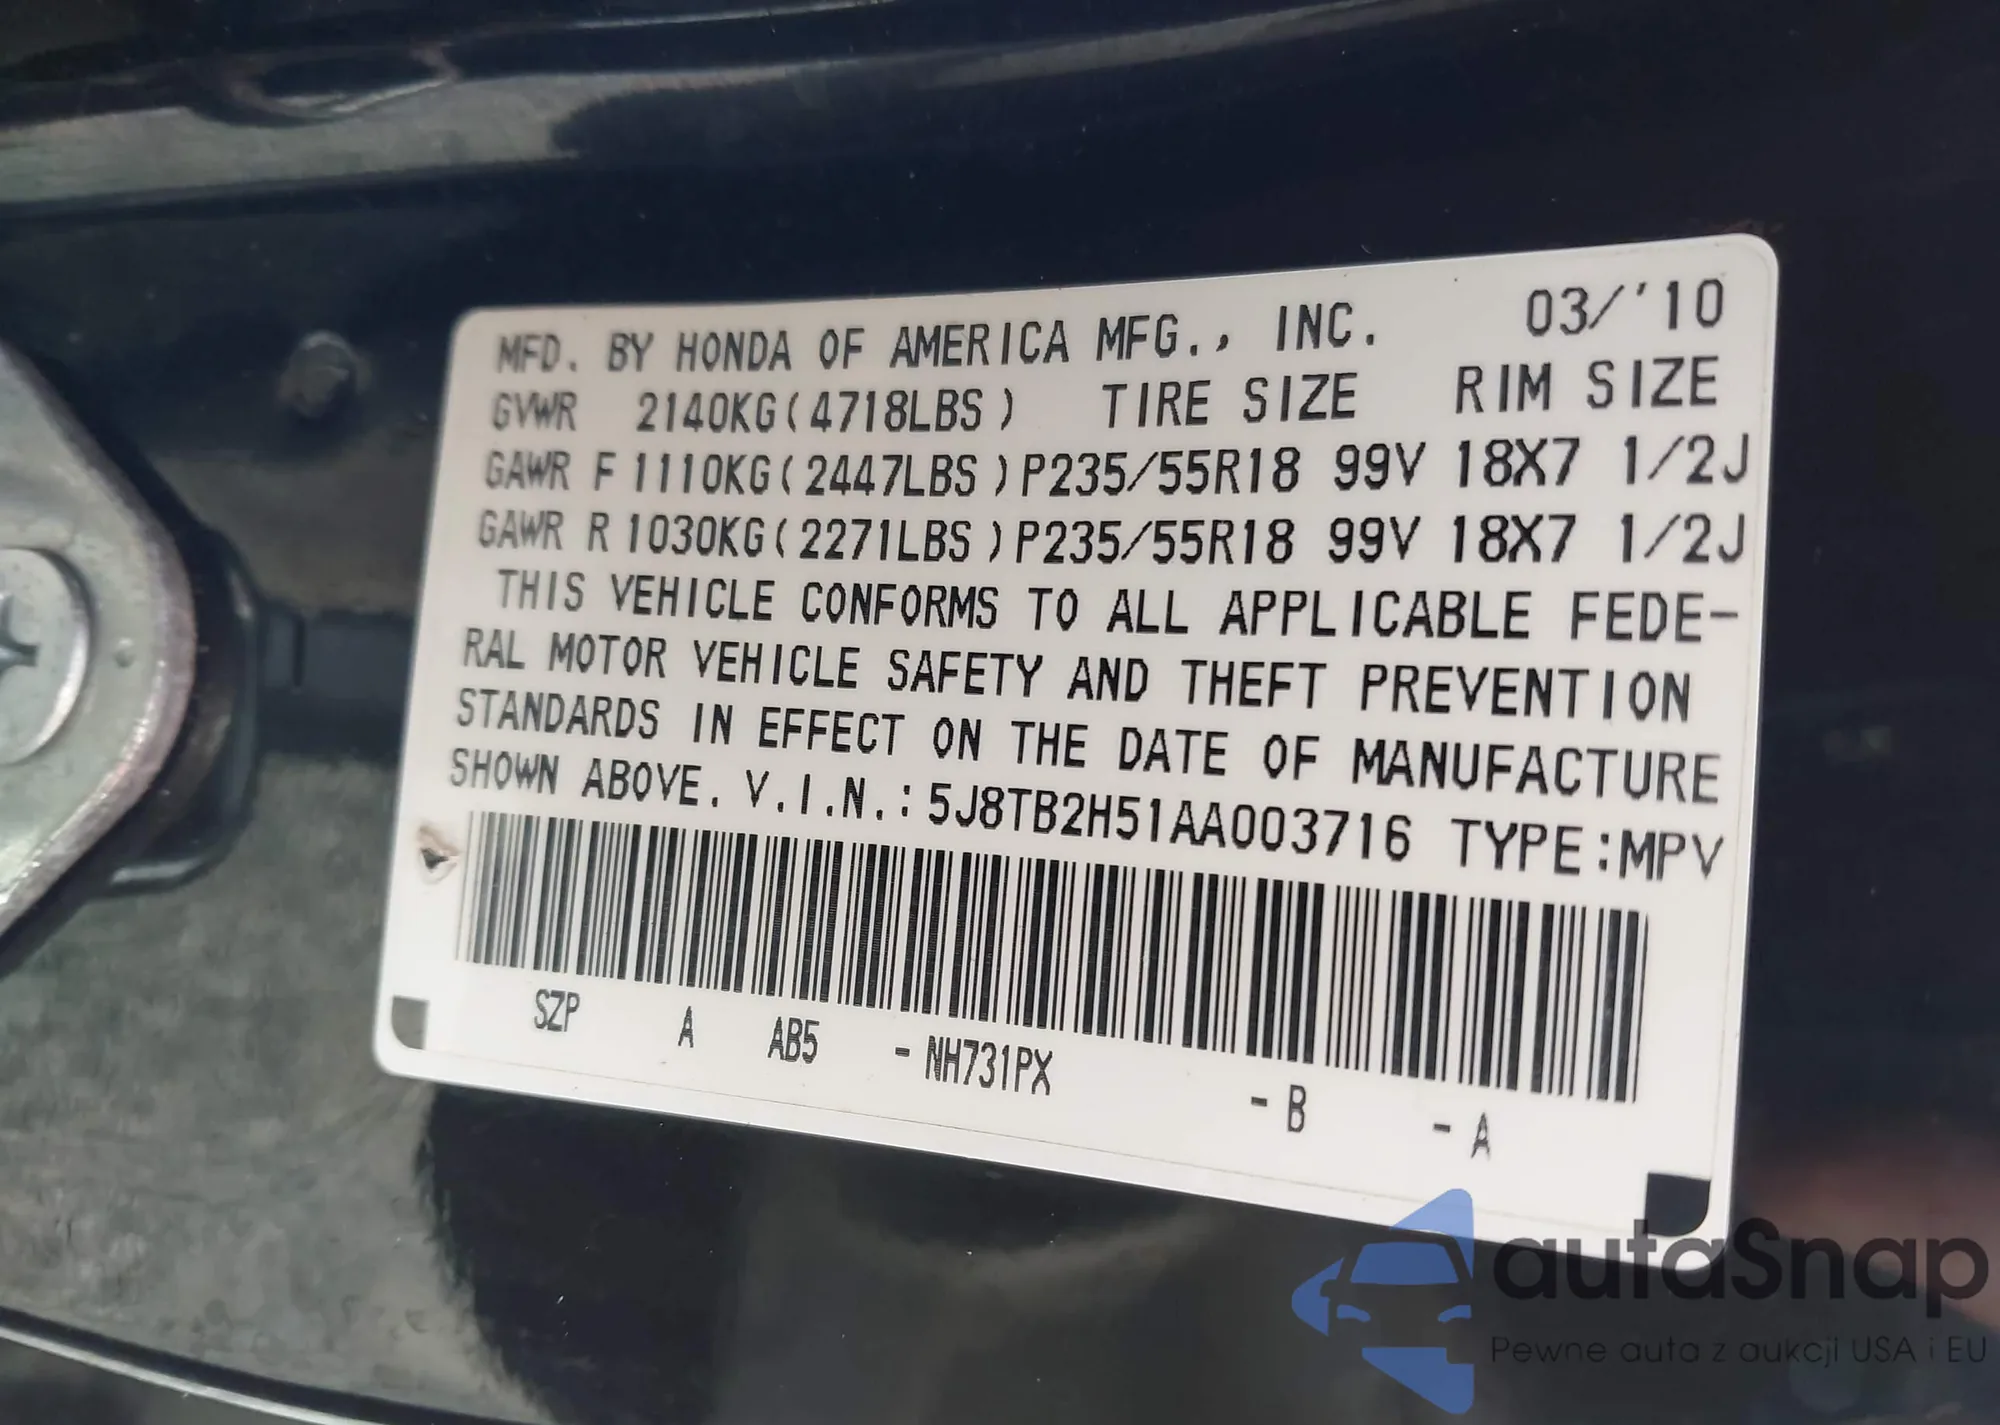 MFD. BY HONDA OF AMERICA MFG., INC. 03/'10
GVWR 2140KG(4718LBS) TIRE SIZE RIM SIZE
GAWR F 1110KG(2447LBS)P235/55R18 99V 18X7 1/2J
GAWR R 1030KG(2271LBS)P235/55R18 99V 18X7 1/2J
THIS VEHICLE CONFORMS TO ALL APPLICABLE FEDE-
RAL MOTOR VEHICLE SAFETY AND THEFT PREVENTION
STANDARDS IN EFFECT ON THE DATE OF MANUFACTURE
SHOWN ABOVE. V.I.N.:5J8TB2H51AA003716 TYPE:MPV
SZP A AB5 -NH731PX -B -A
autaSnap
Pewne auta z aukcji USA i EU